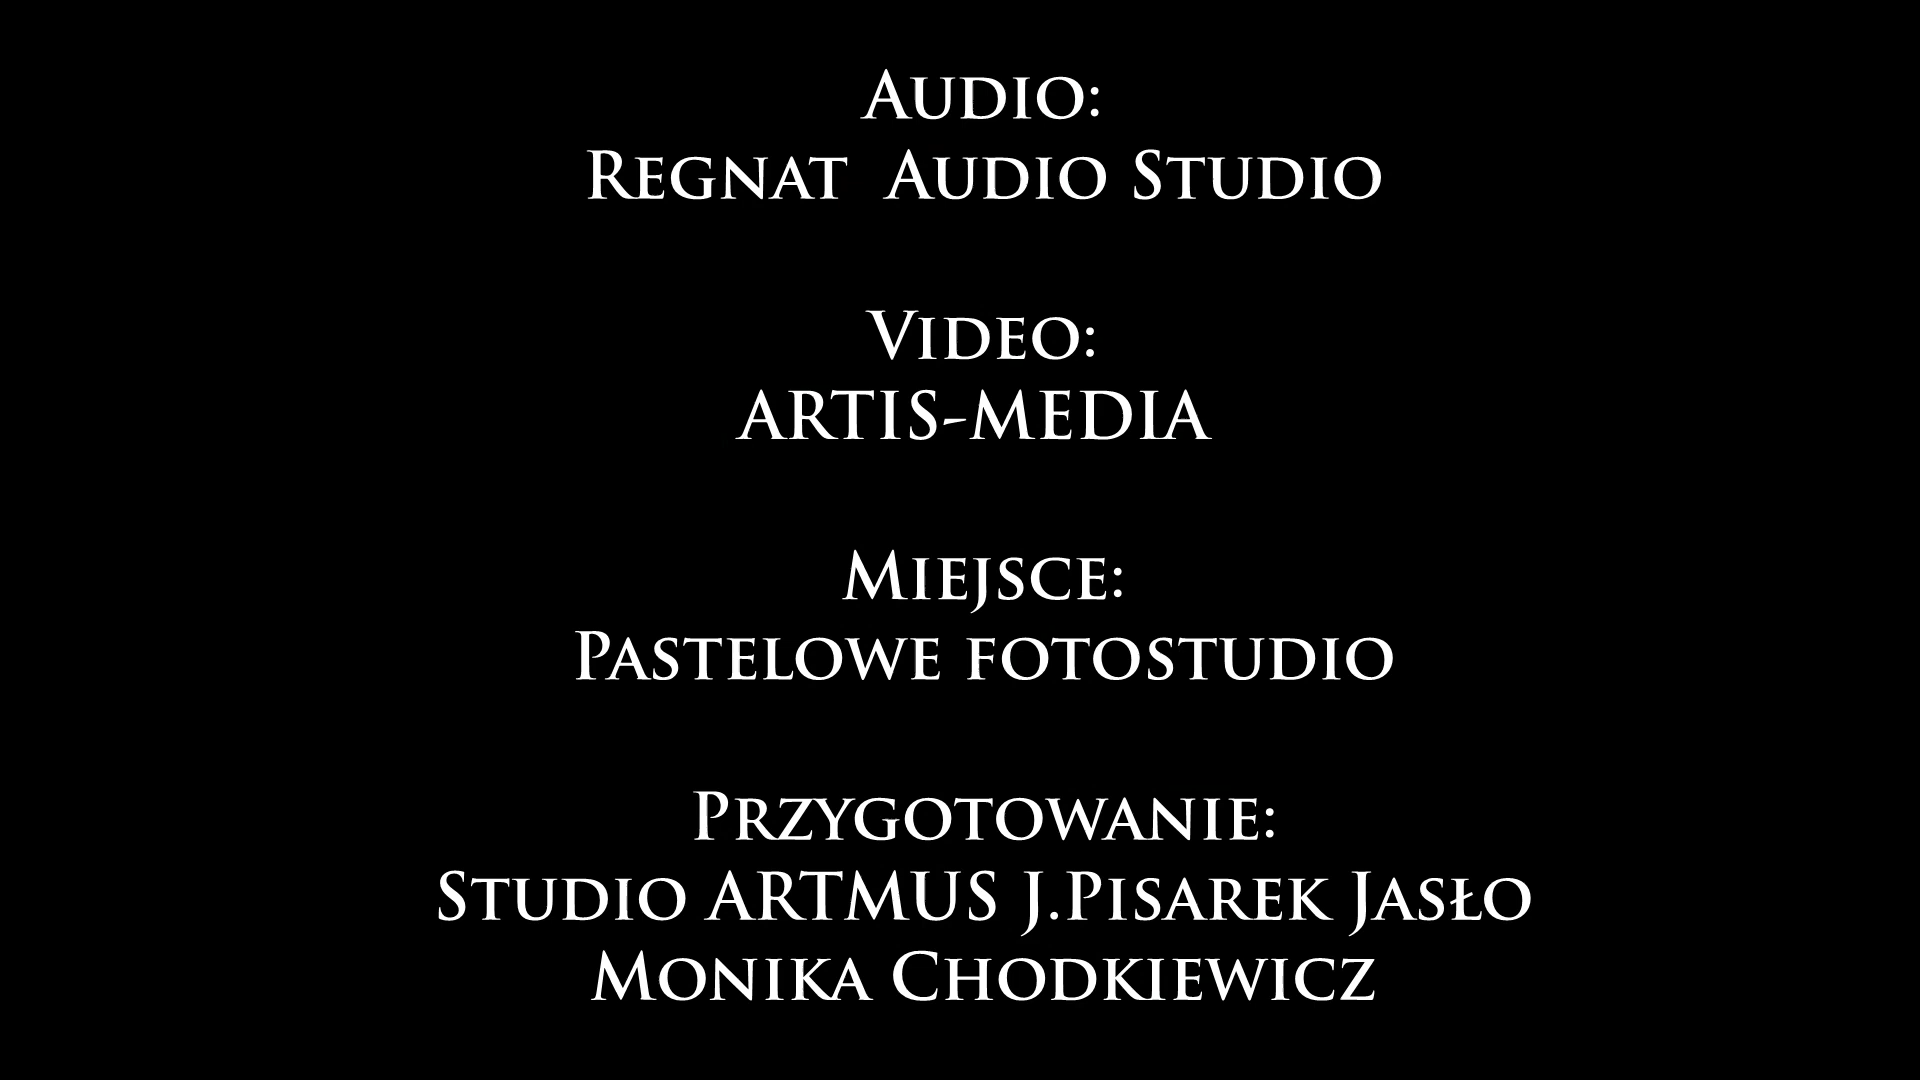 Audio:
Regnat Audio Studio
Video:
ARTIS-MEDIA
Miejsce:
Pastelowe fotostudio
Przygotowanie:
Studio ARTMUS J.Pisarek Jasło
Monika Chodkiewicz